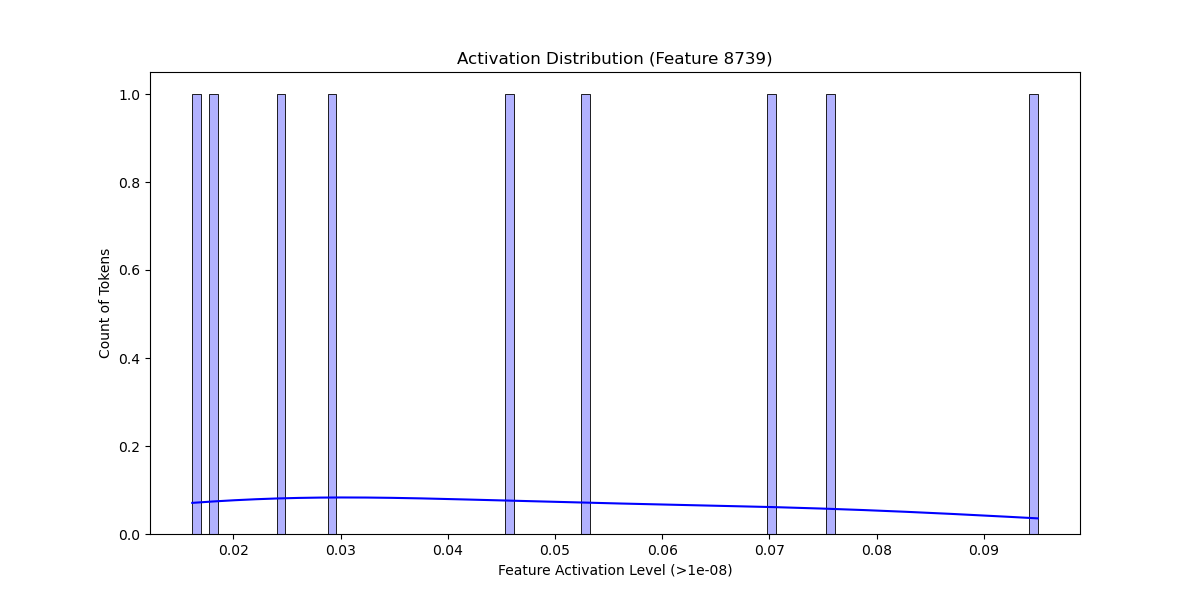 Activation Distribution (Feature 8739)
1.0
0.8
0.6
0.4
0.2
0.0
Count of Tokens
0.02 0.03 0.04 0.05 0.06 0.07 0.08 0.09
Feature Activation Level (>1e-08)